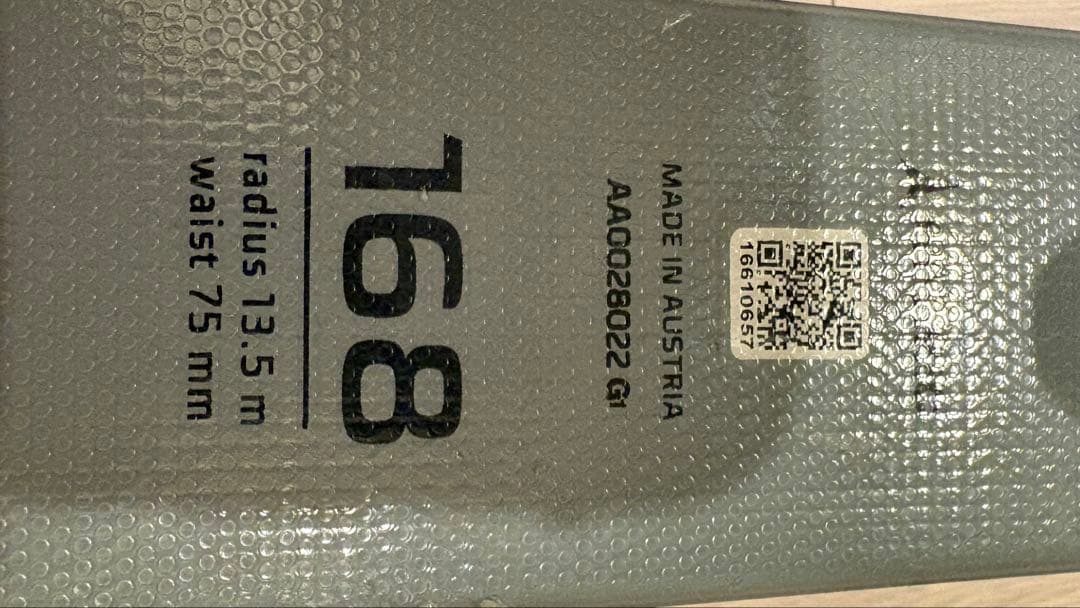 16610657
MADE IN AUSTRIA
AA0028022 G1
168
radius 13.5 m
waist 75 mm